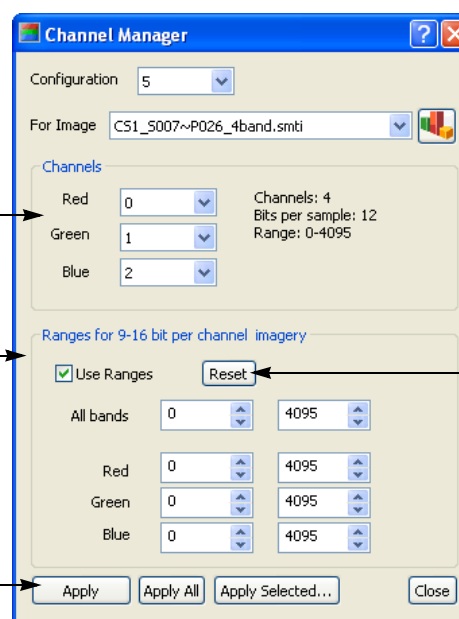 Channel Manager
Configuration 5
For Image CS1_S007~P026_4band.smti
Channels
Red 0 Channels: 4
Bits per sample: 12
Green 1 Range: 0-4095
Blue 2
Ranges for 9-16 bit per channel imagery
Use Ranges Reset
All bands 0 4095
Red 0 4095
Green 0 4095
Blue 0 4095
Apply Apply All Apply Selected... Close